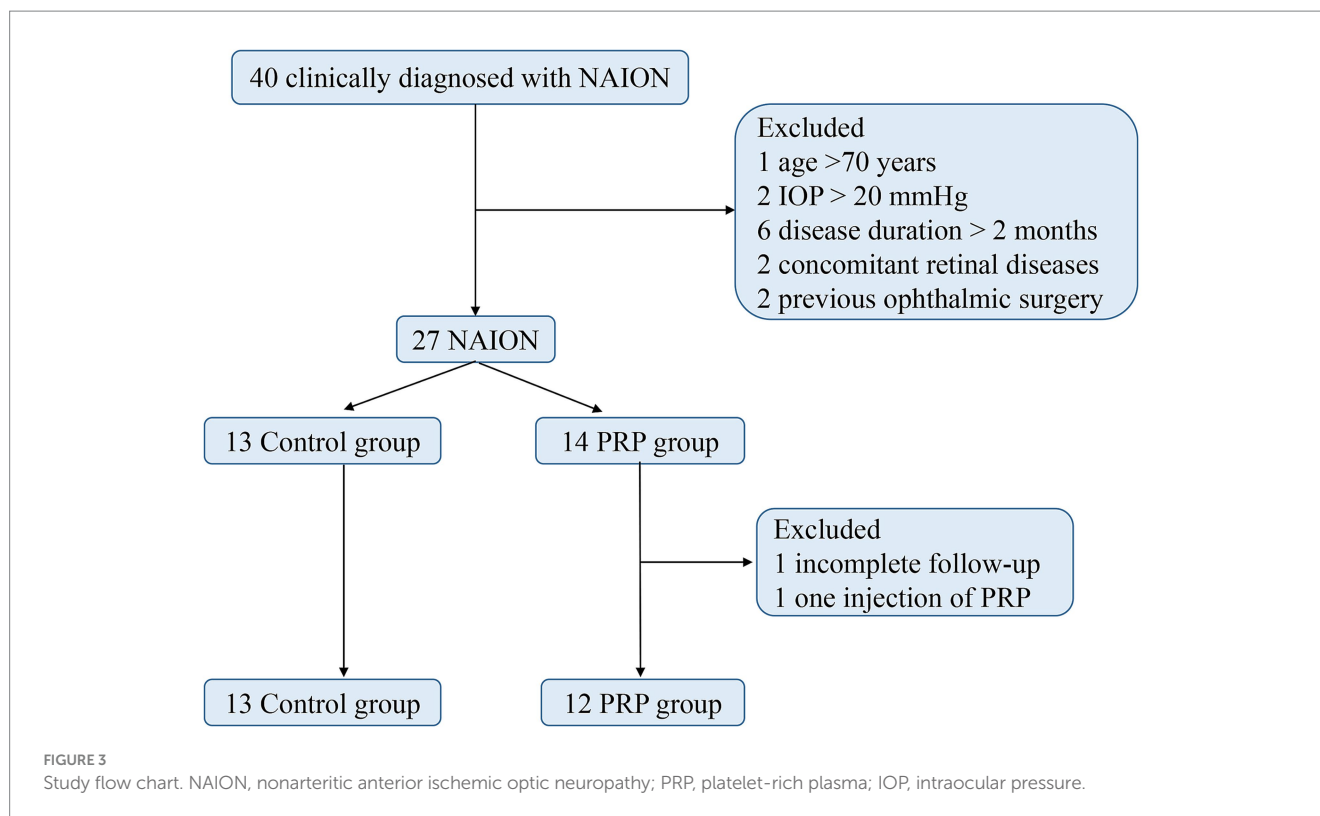 40 clinically diagnosed with NAION
Excluded
1 age >70 years
2 IOP > 20 mmHg
6 disease duration > 2 months
2 concomitant retinal diseases
2 previous ophthalmic surgery
27 NAION
13 Control group
14 PRP group
Excluded
1 incomplete follow-up
1 one injection of PRP
13 Control group
12 PRP group
FIGURE 3
Study flow chart. NAION, nonarteritic anterior ischemic optic neuropathy; PRP, platelet-rich plasma; IOP, intraocular pressure.